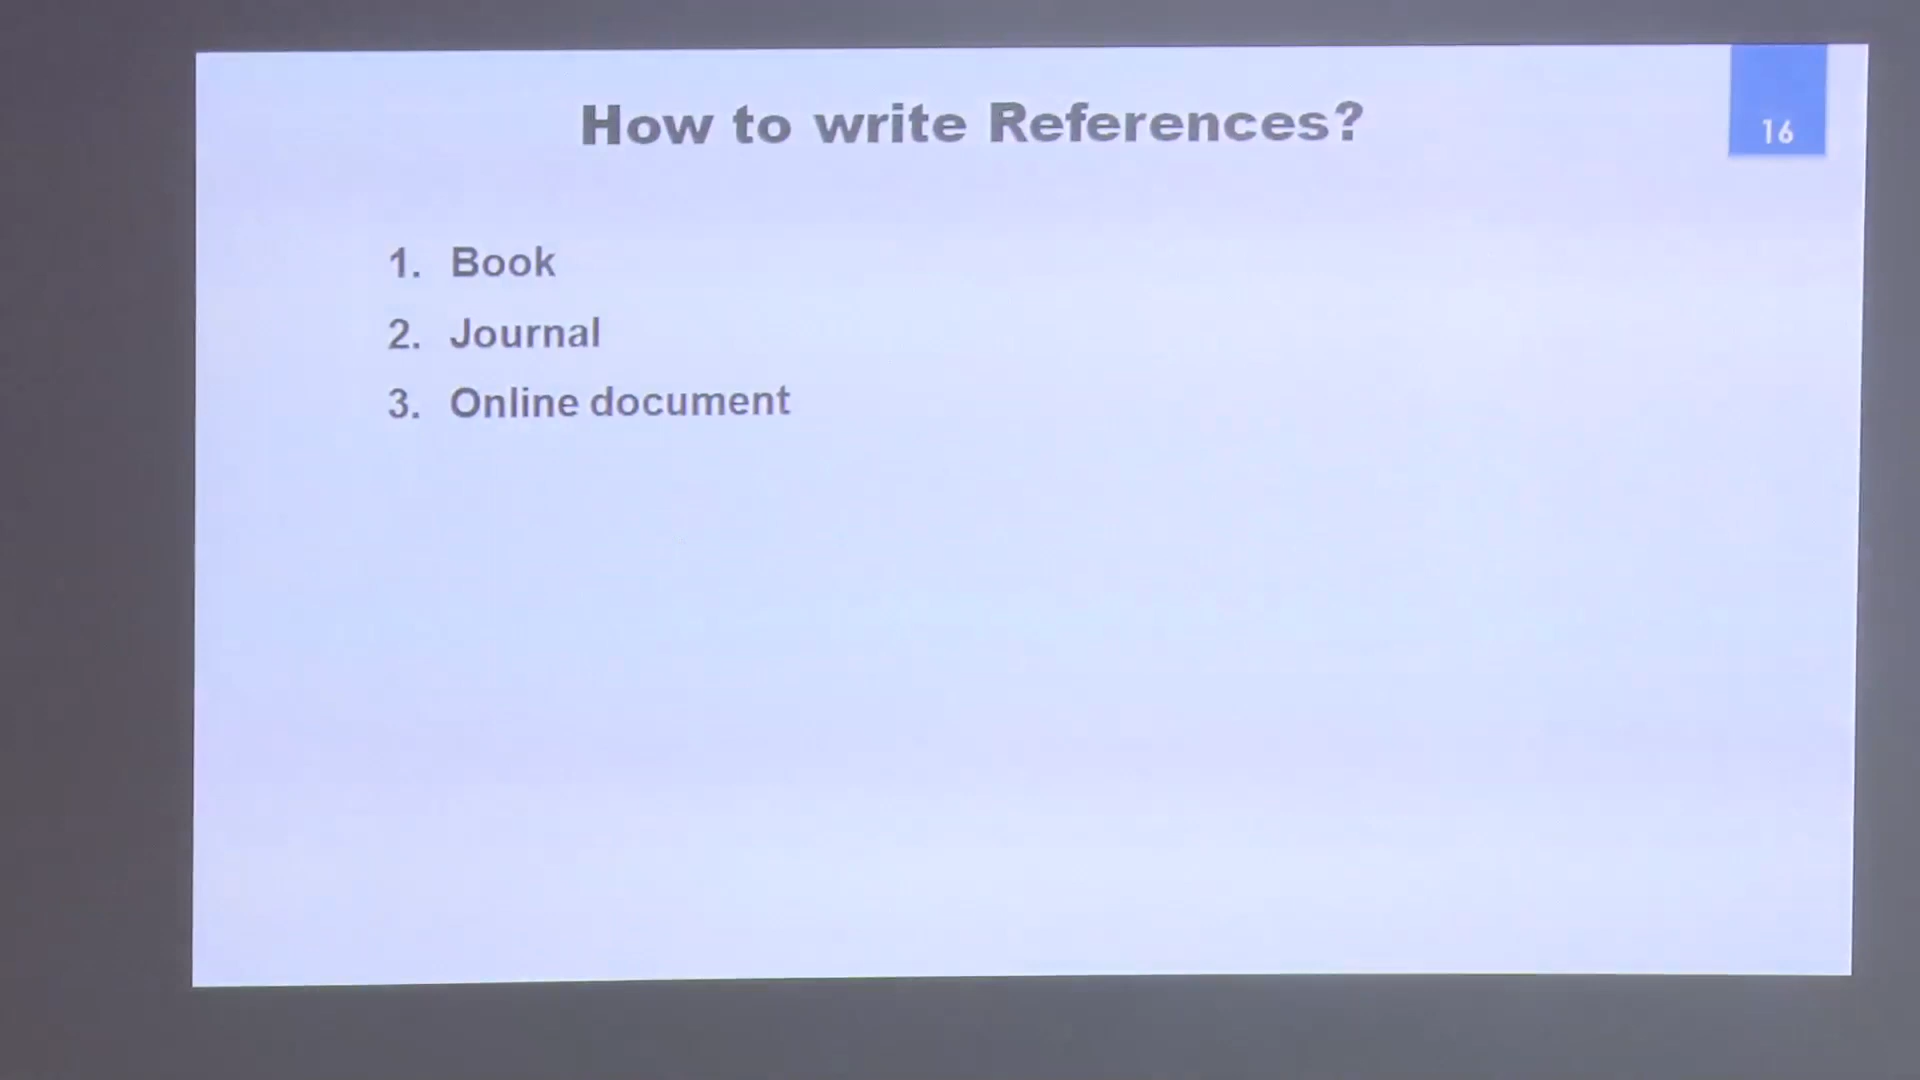 How to write References?
16
1. Book
2. Journal
3. Online document